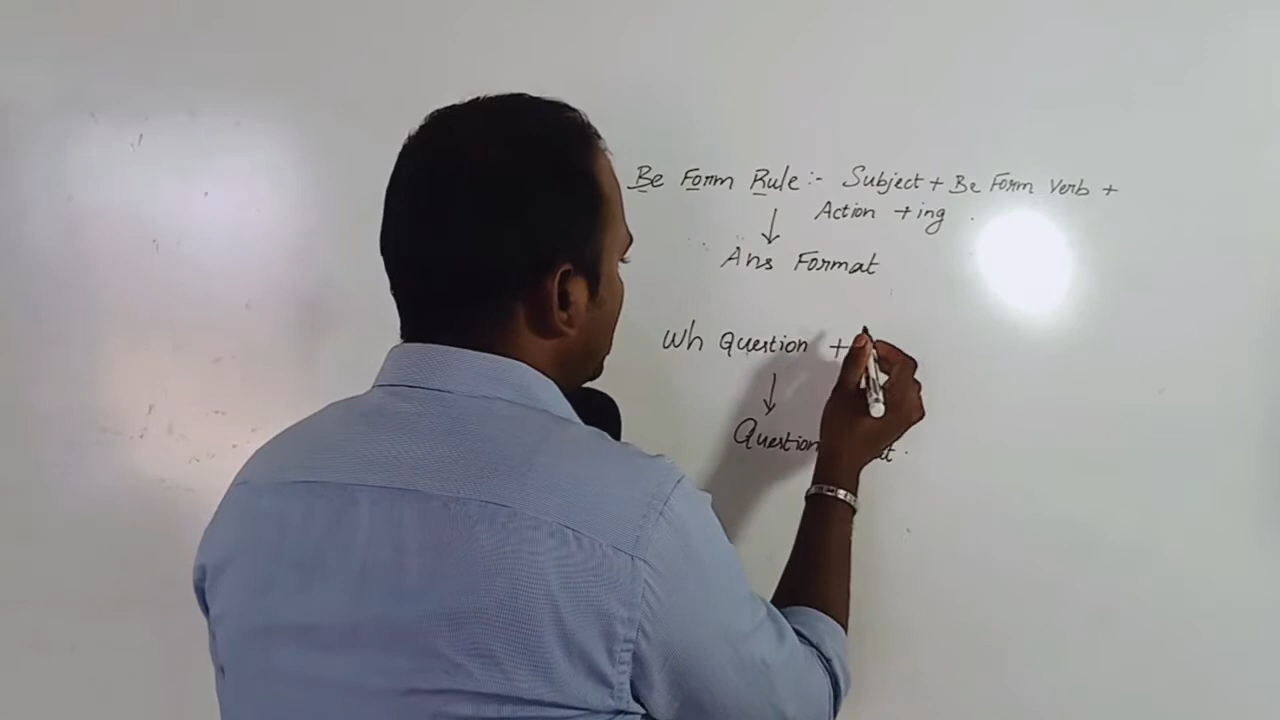 Be Form Rule :- Subject + Be Form Verb +
Action + ing .
Ans Format
Wh Question +
Question